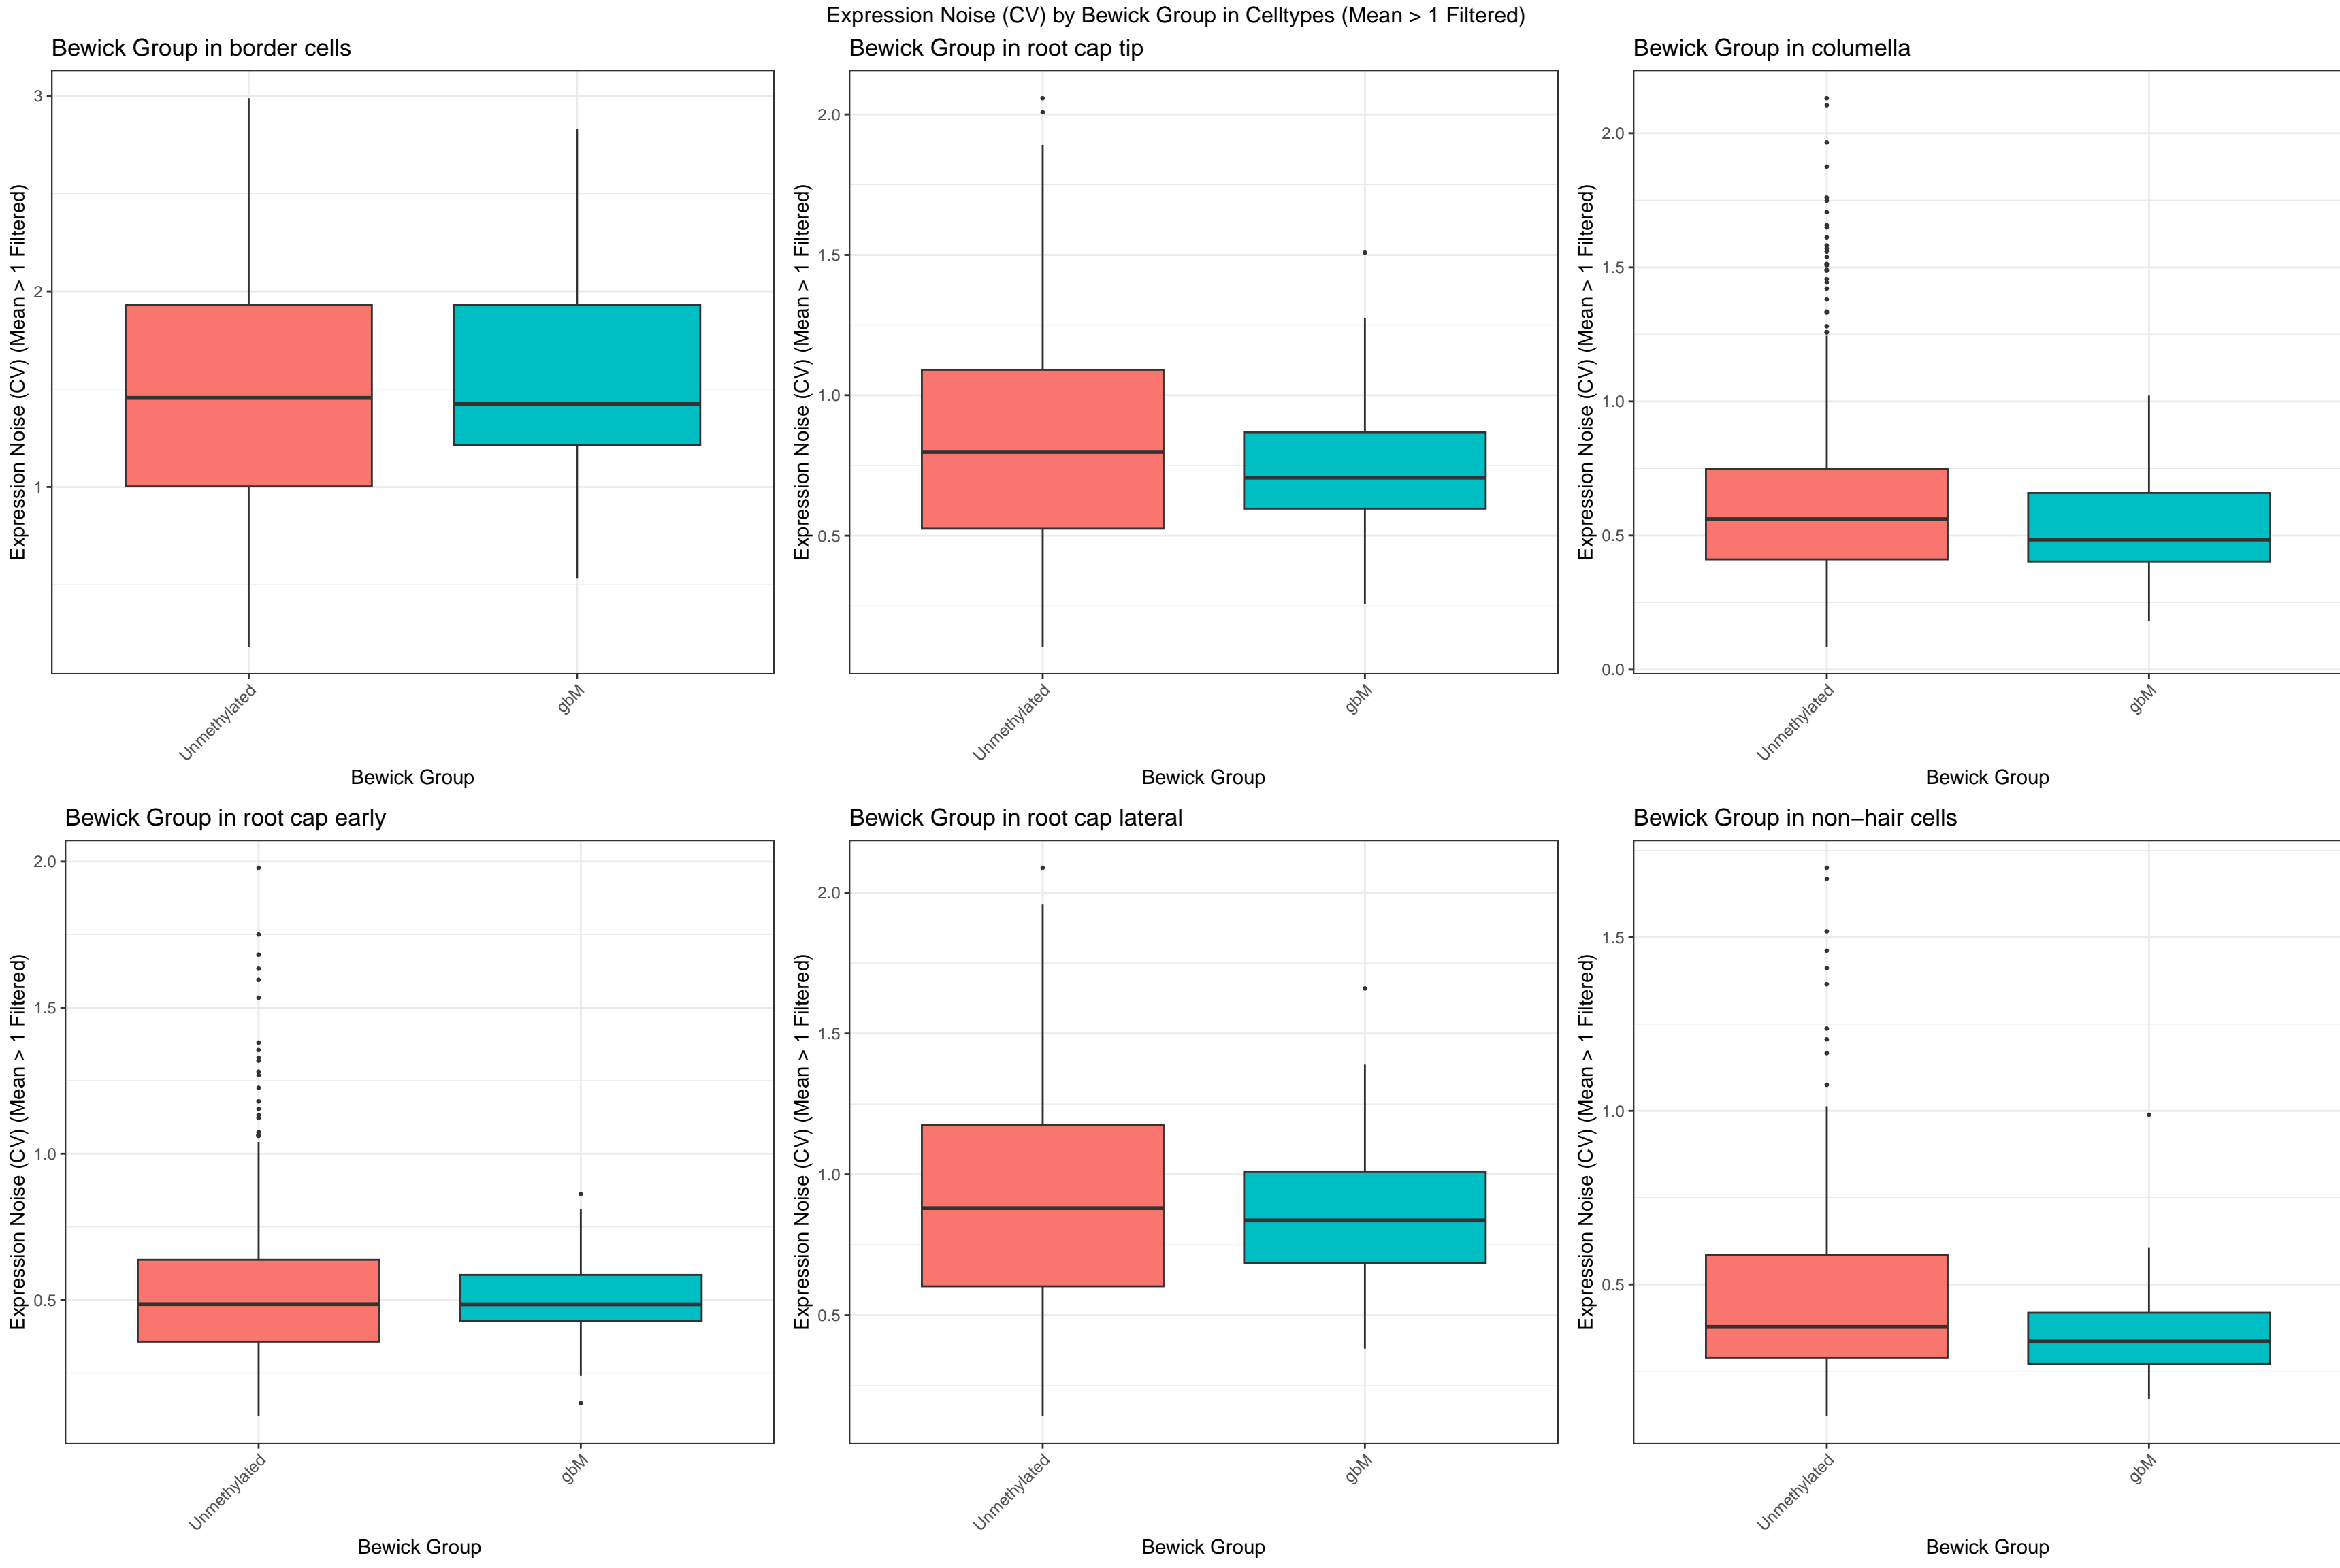 Expression Noise (CV) by Bewick Group in Celltypes (Mean > 1 Filtered)
Bewick Group in border cells
Expression Noise (CV) (Mean > 1 Filtered)
3
2
1
Unmethylated
gbM
Bewick Group
Bewick Group in root cap tip
Expression Noise (CV) (Mean > 1 Filtered)
2.0
1.5
1.0
0.5
Unmethylated
gbM
Bewick Group
Bewick Group in columella
Expression Noise (CV) (Mean > 1 Filtered)
2.0
1.5
1.0
0.5
0.0
Unmethylated
gbM
Bewick Group
Bewick Group in root cap early
Expression Noise (CV) (Mean > 1 Filtered)
2.0
1.5
1.0
0.5
Unmethylated
gbM
Bewick Group
Bewick Group in root cap lateral
Expression Noise (CV) (Mean > 1 Filtered)
2.0
1.5
1.0
0.5
Unmethylated
gbM
Bewick Group
Bewick Group in non−hair cells
Expression Noise (CV) (Mean > 1 Filtered)
1.5
1.0
0.5
Unmethylated
gbM
Bewick Group